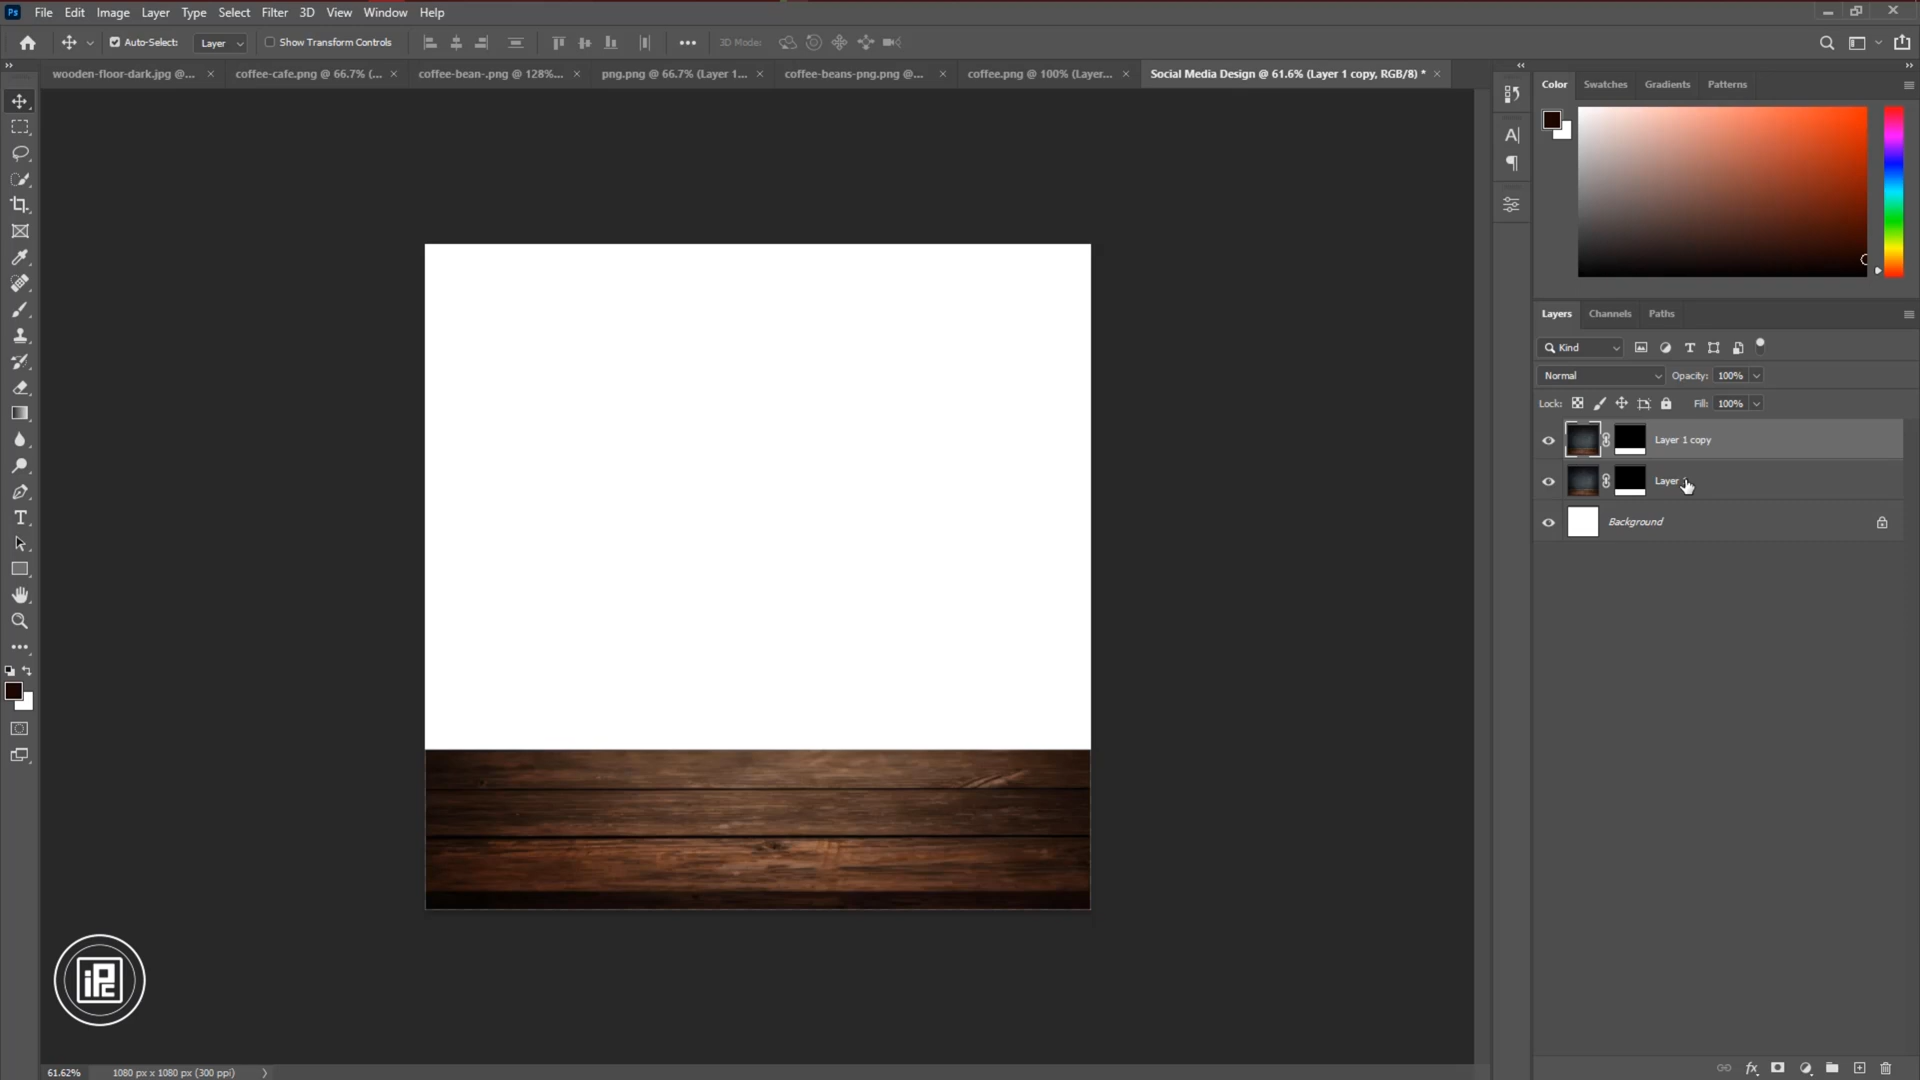 Ps File Edit Image Layer Type Select Filter 3D View Window Help
Auto-Select: Layer Show Transform Controls 3D Mode:
wooden-floor-dark.jpg @... × coffee-cafe.png @ 66.7% (... × coffee-bean-.png @ 128%... × png.png @ 66.7% (Layer 1... × coffee-beans-png.png @... × coffee.png @ 100% (Layer... × Social Media Design @ 61.6% (Layer 1 copy, RGB/8) * ×
Color Swatches Gradients Patterns
Layers Channels Paths
Kind
Normal Opacity: 100%
Lock: Fill: 100%
Layer 1 copy
Layer
Background
iPc
61.62% 1080 px x 1080 px (300 ppi)